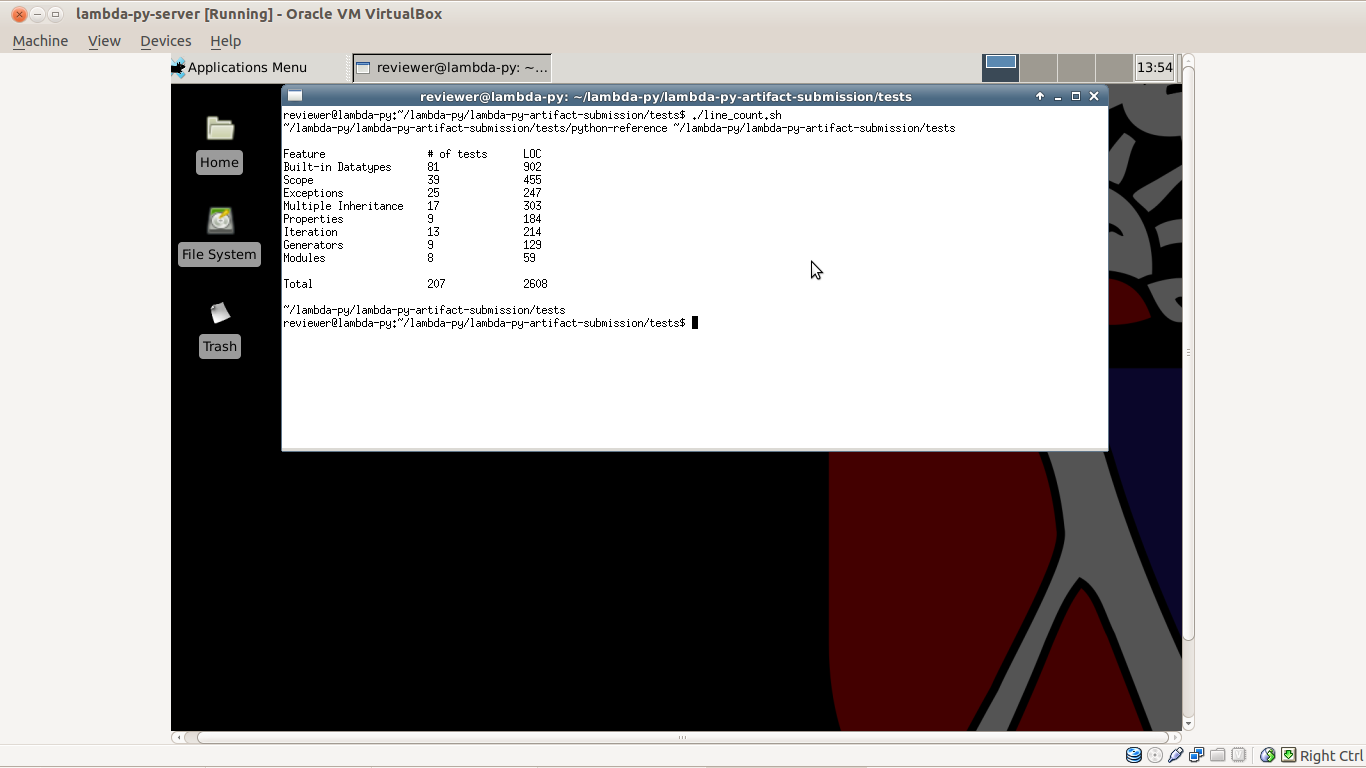 lambda-py-server [Running] - Oracle VM VirtualBox
Machine View Devices Help
Applications Menu reviewer@lambda-py: ~... 13:54
reviewer@lambda-py: ~/lambda-py/lambda-py-artifact-submission/tests
reviewer@lambda-py:~/lambda-py/lambda-py-artifact-submission/tests$ ./line_count.sh
~/lambda-py/lambda-py-artifact-submission/tests/python-reference ~/lambda-py/lambda-py-artifact-submission/tests
Feature # of tests LOC
Built-in Datatypes 81 902
Scope 39 455
Exceptions 25 247
Multiple Inheritance 17 303
Properties 9 184
Iteration 13 214
Generators 9 129
Modules 8 59
Total 207 2608
~/lambda-py/lambda-py-artifact-submission/tests
reviewer@lambda-py:~/lambda-py/lambda-py-artifact-submission/tests$
Home
File System
Trash
Right Ctrl